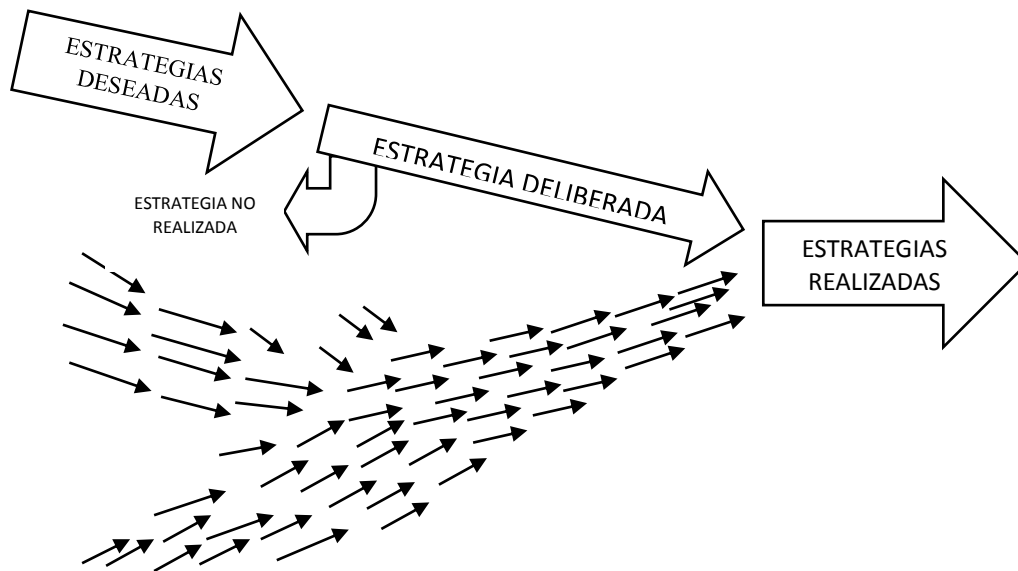 ESTRATEGIAS
DESEADAS
ESTRATEGIA DELIBERADA
ESTRATEGIA NO
REALIZADA
ESTRATEGIAS
REALIZADAS